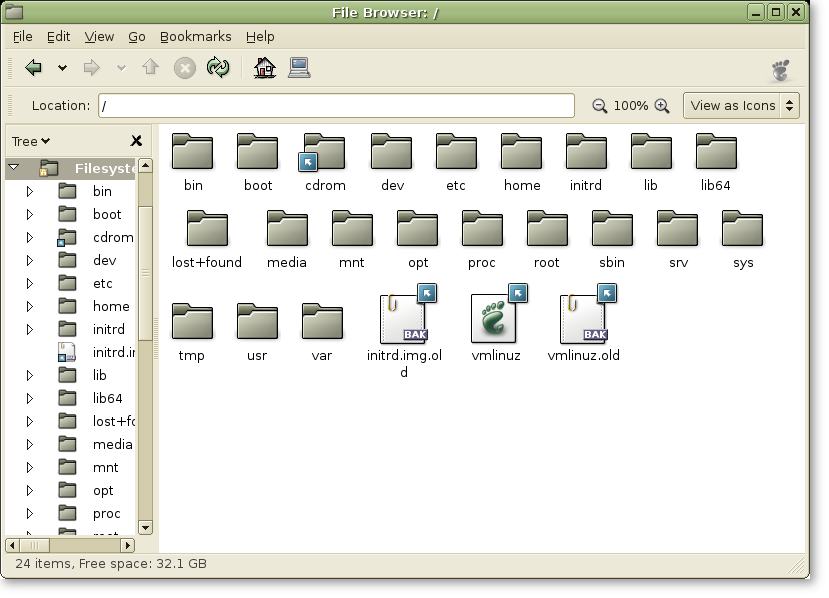 File Browser: /
File Edit View Go Bookmarks Help
Location: / 100% View as Icons
Tree
Filesyste
bin
boot
cdrom
dev
etc
home
initrd
initrd.ir
lib
lib64
lost+fo
media
mnt
opt
proc
bin boot cdrom dev etc home initrd lib lib64
lost+found media mnt opt proc root sbin srv sys
BAK BAK
tmp usr var initrd.img.ol vmlinuz vmlinuz.old
d
24 items, Free space: 32.1 GB